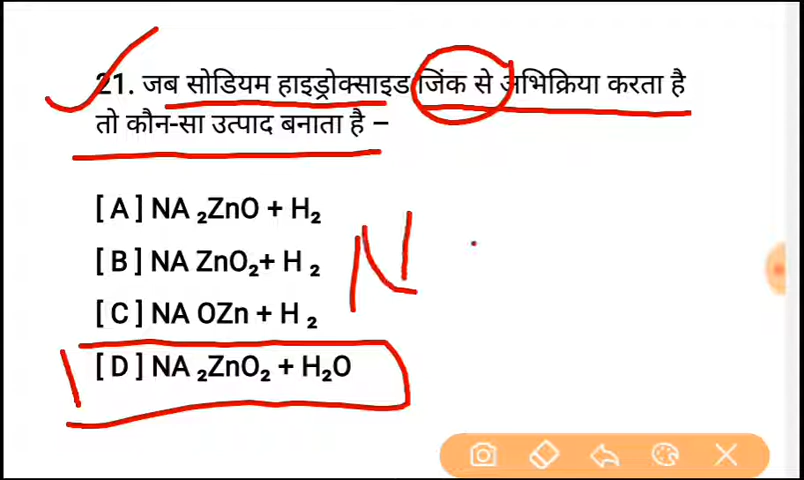 21. जब सोडियम हाइड्रोक्साइड जिंक से अभिक्रिया करता है
तो कौन-सा उत्पाद बनाता है –
[ A ] NA ₂ZnO + H₂
[ B ] NA ZnO₂+ H ₂
[ C ] NA OZn + H ₂
[ D ] NA ₂ZnO₂ + H₂O
N